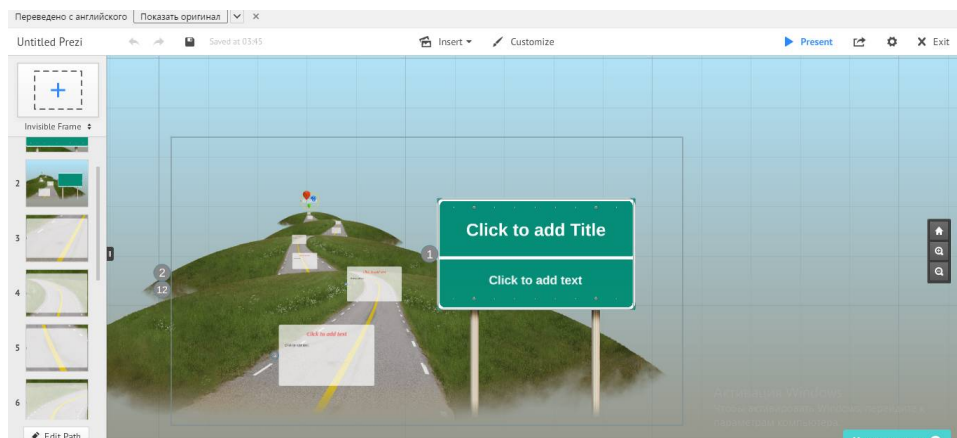 Переведено с английского Показать оригинал
Untitled Prezi Saved at 03:45 Insert Customize Present Exit
Invisible Frame
2
3
4
5
6
Edit Path
1
2
12
Click to add Title
Click to add text
Click to add text